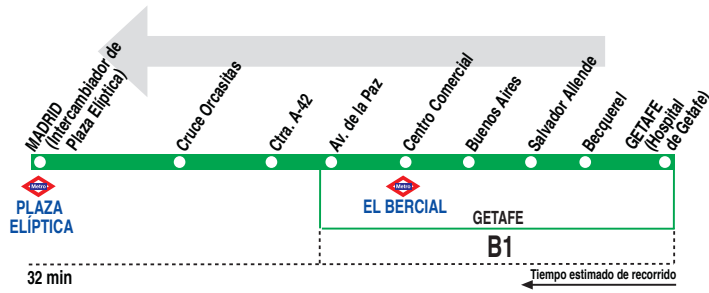 MADRID
(Intercambiador de
Plaza Elíptica)
Cruce Orcasitas
Ctra. A-42
Av. de la Paz
Centro Comercial
Buenos Aires
Salvador Allende
Becquerel
GETAFE
(Hospital
de Getafe)
Metro
PLAZA
ELÍPTICA
Metro
EL BERCIAL
GETAFE
B1
32 min
Tiempo estimado de recorrido